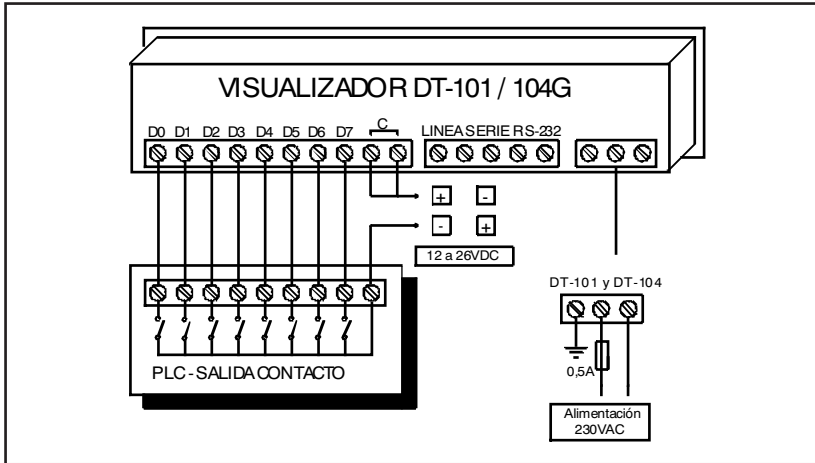 VISUALIZADOR DT-101 / 104G
D0 D1 D2 D3 D4 D5 D6 D7 C
LINEA SERIE RS-232
+ -
- +
12 a 26VDC
DT-101 y DT-104
0,5A
PLC - SALIDA CONTACTO
Alimentación
230VAC